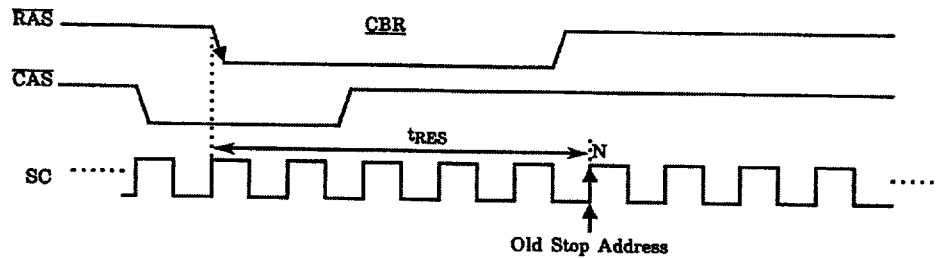 RAS
CBR
CAS
tRES
N
SC
Old Stop Address